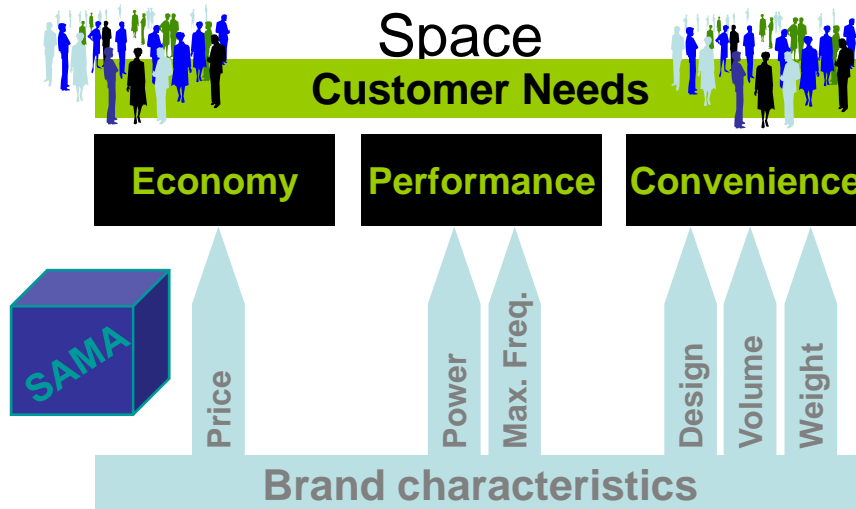 Space
Customer Needs
Economy
Performance
Convenience
SAMA
Price
Power
Max. Freq.
Design
Volume
Weight
Brand characteristics